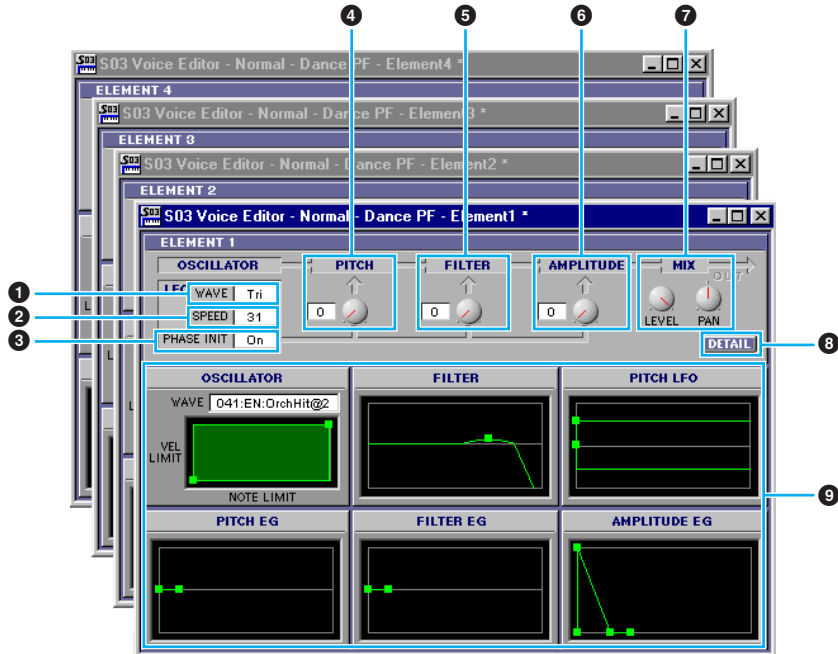 4 5 6 7
S03 S03 Voice Editor - Normal - Dance PF - Element4 *
ELEMENT 4
S03 S03 Voice Editor - Normal - Dance PF - Element3 *
ELEMENT 3
S03 S03 Voice Editor - Normal - Dance PF - Element2 *
ELEMENT 2
S03 S03 Voice Editor - Normal - Dance PF - Element1 *
ELEMENT 1
OSCILLATOR PITCH FILTER AMPLITUDE MIX
OUT
1 WAVE Tri
2 SPEED 31 0 0 0 LEVEL PAN
3 PHASE INIT On
DETAIL 8
OSCILLATOR FILTER PITCH LFO
WAVE 041:EN:OrchHit@2
VEL
LIMIT
NOTE LIMIT
9
PITCH EG FILTER EG AMPLITUDE EG